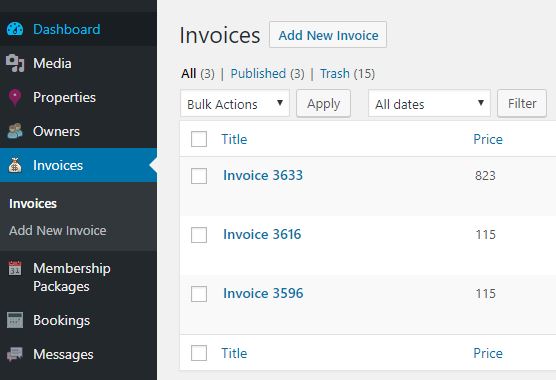 Dashboard
Media
Properties
Owners
Invoices
Invoices
Add New Invoice
Membership
Packages
Bookings
Messages
Invoices Add New Invoice
All (3) | Published (3) | Trash (15)
Bulk Actions Apply All dates Filter
Title Price
Invoice 3633 823
Invoice 3616 115
Invoice 3596 115
Title Price